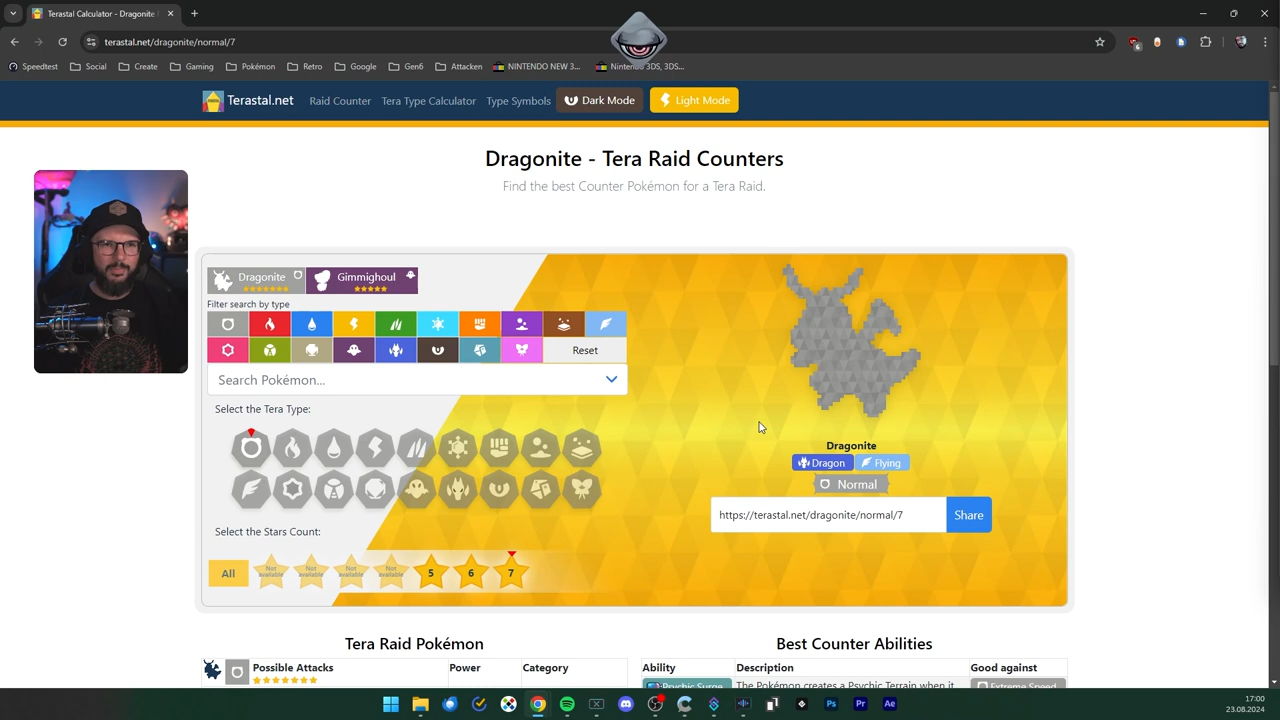 Terastal Calculator - Dragonite
terastal.net/dragonite/normal/7
Speedtest Social Create Gaming Pokémon Retro Google Gen6 Attacken NINTENDO NEW 3... Nintendo 3DS, 3DS...
Terastal.net Raid Counter Tera Type Calculator Type Symbols Dark Mode Light Mode
Dragonite - Tera Raid Counters
Find the best Counter Pokémon for a Tera Raid.
Dragonite Gimmighoul
Filter search by type
Reset
Search Pokémon...
Select the Tera Type:
Dragonite
Dragon Flying
Normal
https://terastal.net/dragonite/normal/7 Share
Select the Stars Count:
All Not available Not available Not available Not available 5 6 7
Tera Raid Pokémon
Possible Attacks Power Category
Best Counter Abilities
Ability Description Good against
Psychic Surge The Pokémon creates a Psychic Terrain when it Extreme Speed
Ps Pr Ae
17:00
23.08.2024